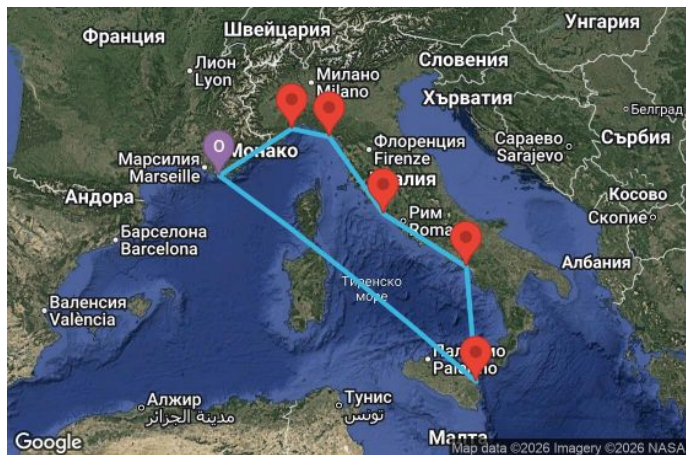 Франция
Швейцария
Унгария
Лион
Lyon
Милано
Milano
Словения
Хърватия
Белград
Сараево
Sarajevo
Сърбия
О
Монако
Марсилия
Marseille
Флоренция
Firenze
Андора
Косово
Скопие
Рим
Roma
Барселона
Barcelona
Албания
Тиренско
море
Валенсия
València
Алжир
مدينة الجزائر
Тунис
تونس
Малта
Google
Map data ©2026 Imagery ©2026 NASA